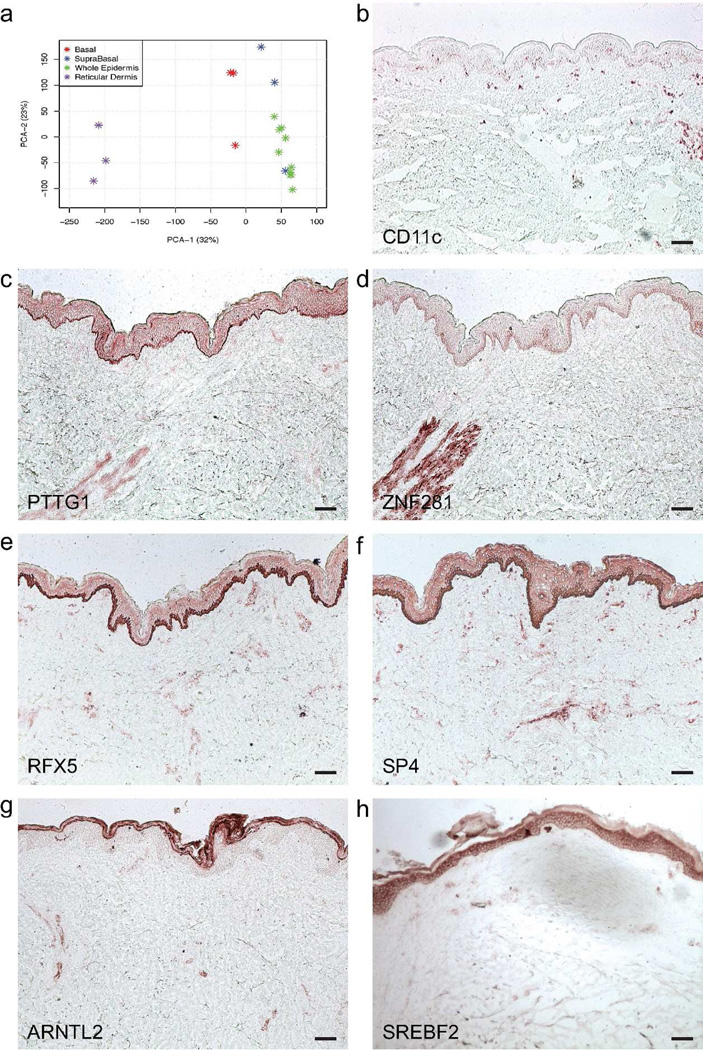 a
Basal
SupraBasal
Whole Epidermis
Reticular Dermis
PCA-2 (23%)
150
100
50
0
-50
-100
-250
-200
-150
-100
-50
0
50
100
PCA-1 (32%)
b
CD11c
c
PTTG1
d
ZNF281
e
RFX5
f
SP4
g
ARNTL2
h
SREBF2